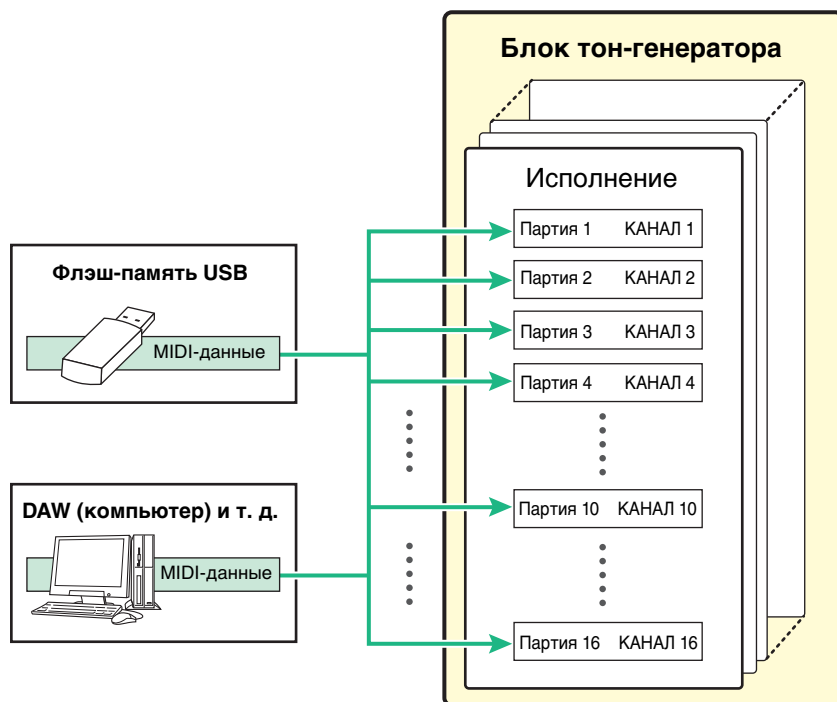 Блок тон-генератора
Исполнение
Партия 1 КАНАЛ 1
Партия 2 КАНАЛ 2
Партия 3 КАНАЛ 3
Партия 4 КАНАЛ 4
Партия 10 КАНАЛ 10
Партия 16 КАНАЛ 16
Флэш-память USB
MIDI-данные
DAW (компьютер) и т. д.
MIDI-данные